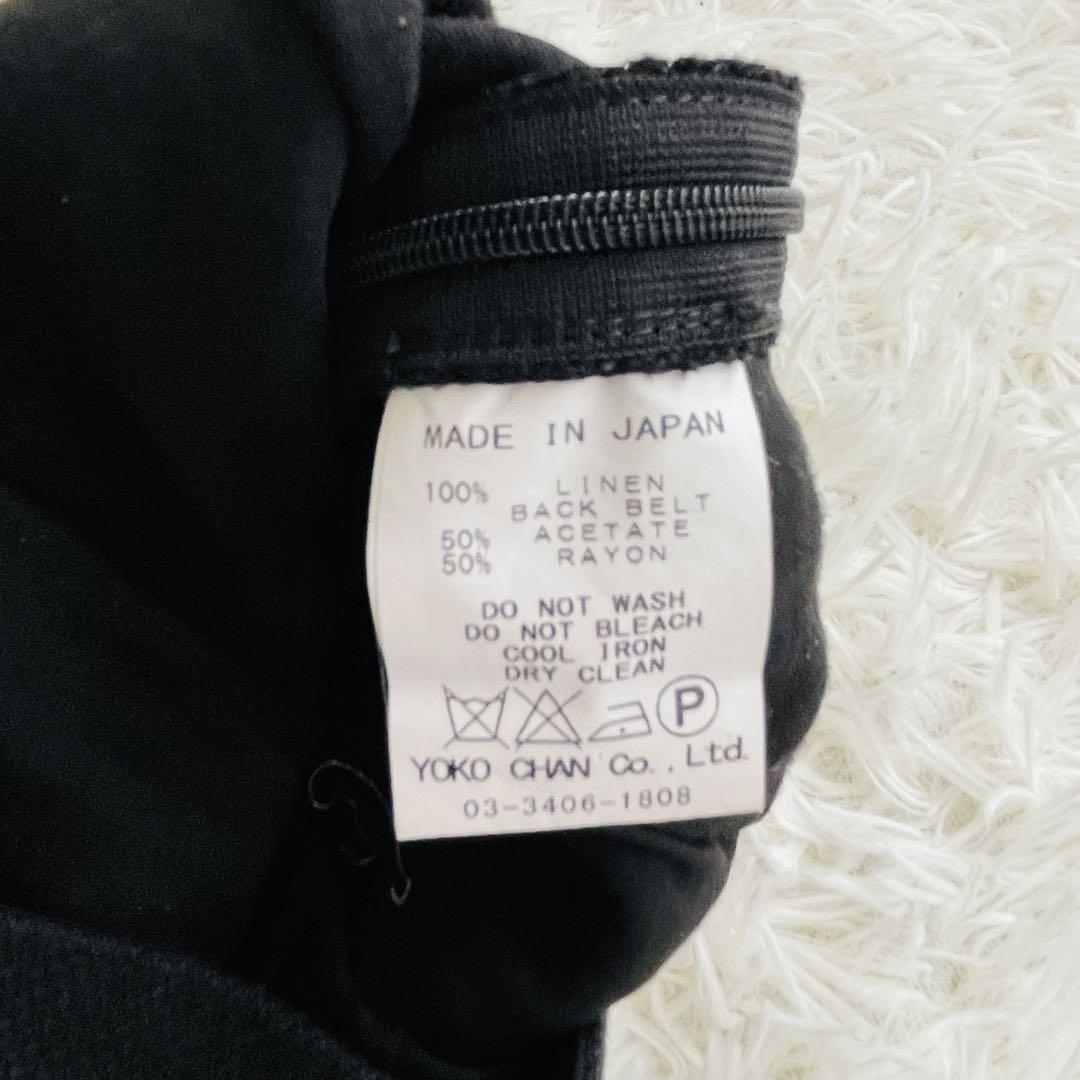 MADE IN JAPAN
100% LINEN
BACK BELT
50% ACETATE
50% RAYON
DO NOT WASH
DO NOT BLEACH
COOL IRON
DRY CLEAN
P
YOKO CHAN Co., Ltd.
03-3406-1808